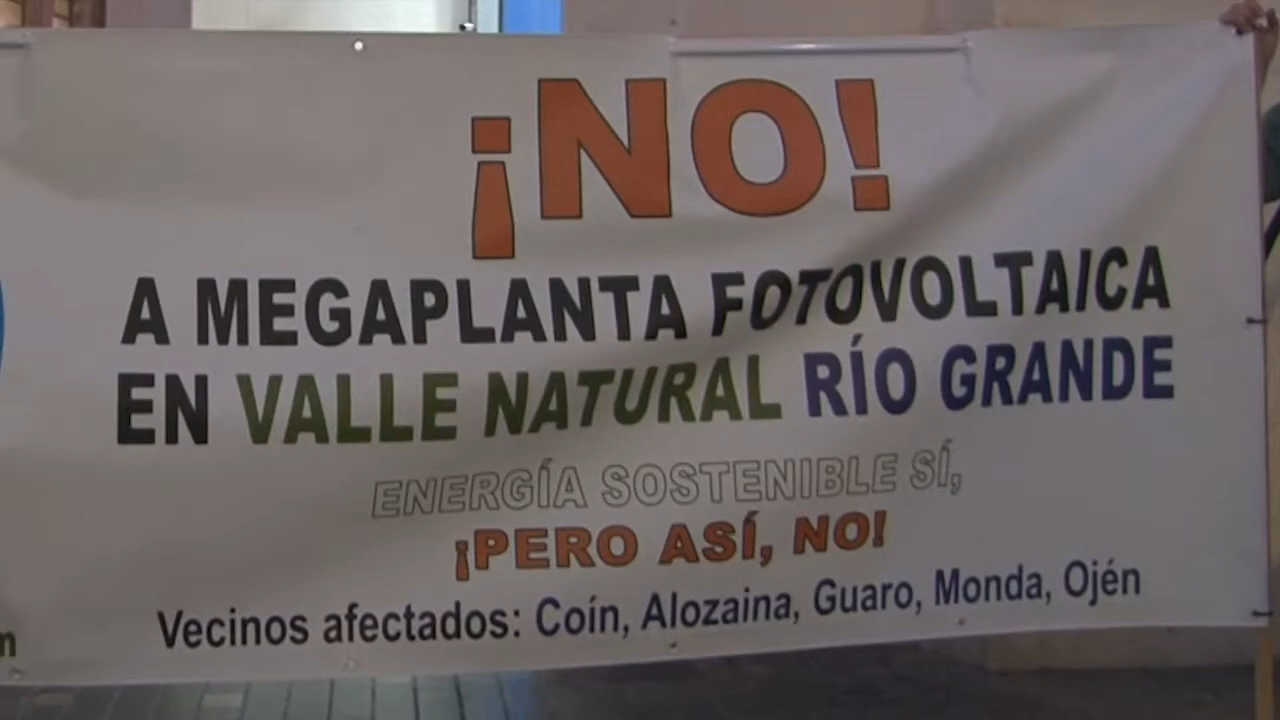 ¡NO!
A MEGAPLANTA FOTOVOLTAICA
EN VALLE NATURAL RÍO GRANDE
ENERGÍA SOSTENIBLE SÍ,
¡PERO ASÍ, NO!
Vecinos afectados: Coín, Alozaina, Guaro, Monda, Ojén